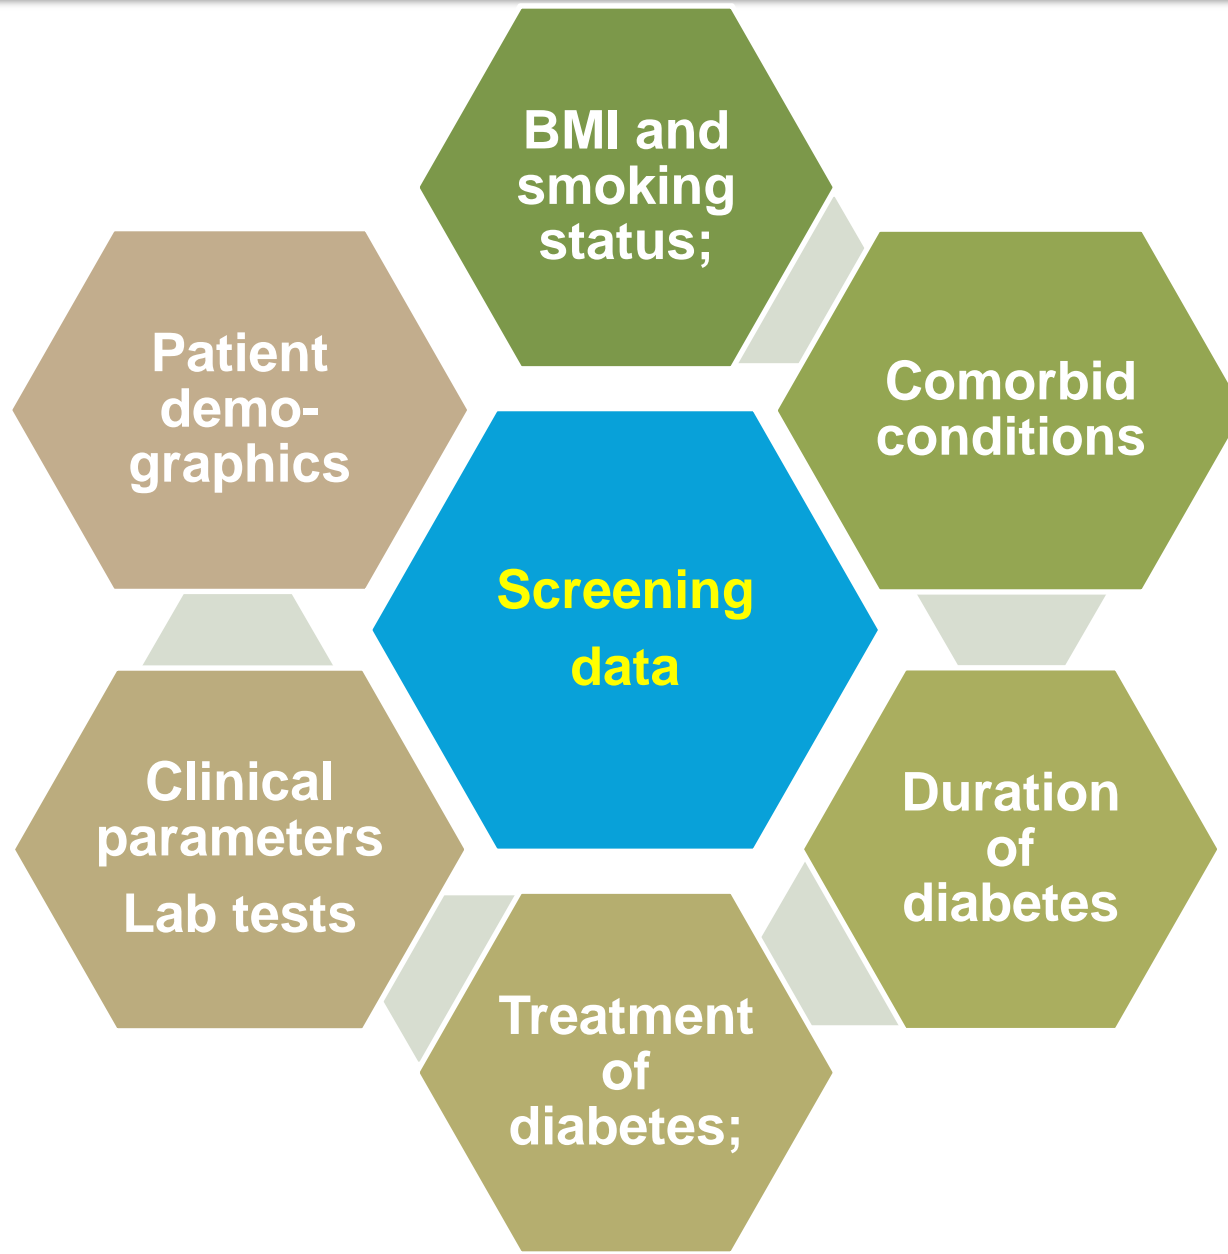 BMI and
smoking
status;
Patient
demo-
graphics
Comorbid
conditions
Screening
data
Clinical
parameters
Lab tests
Duration
of
diabetes
Treatment
of
diabetes;